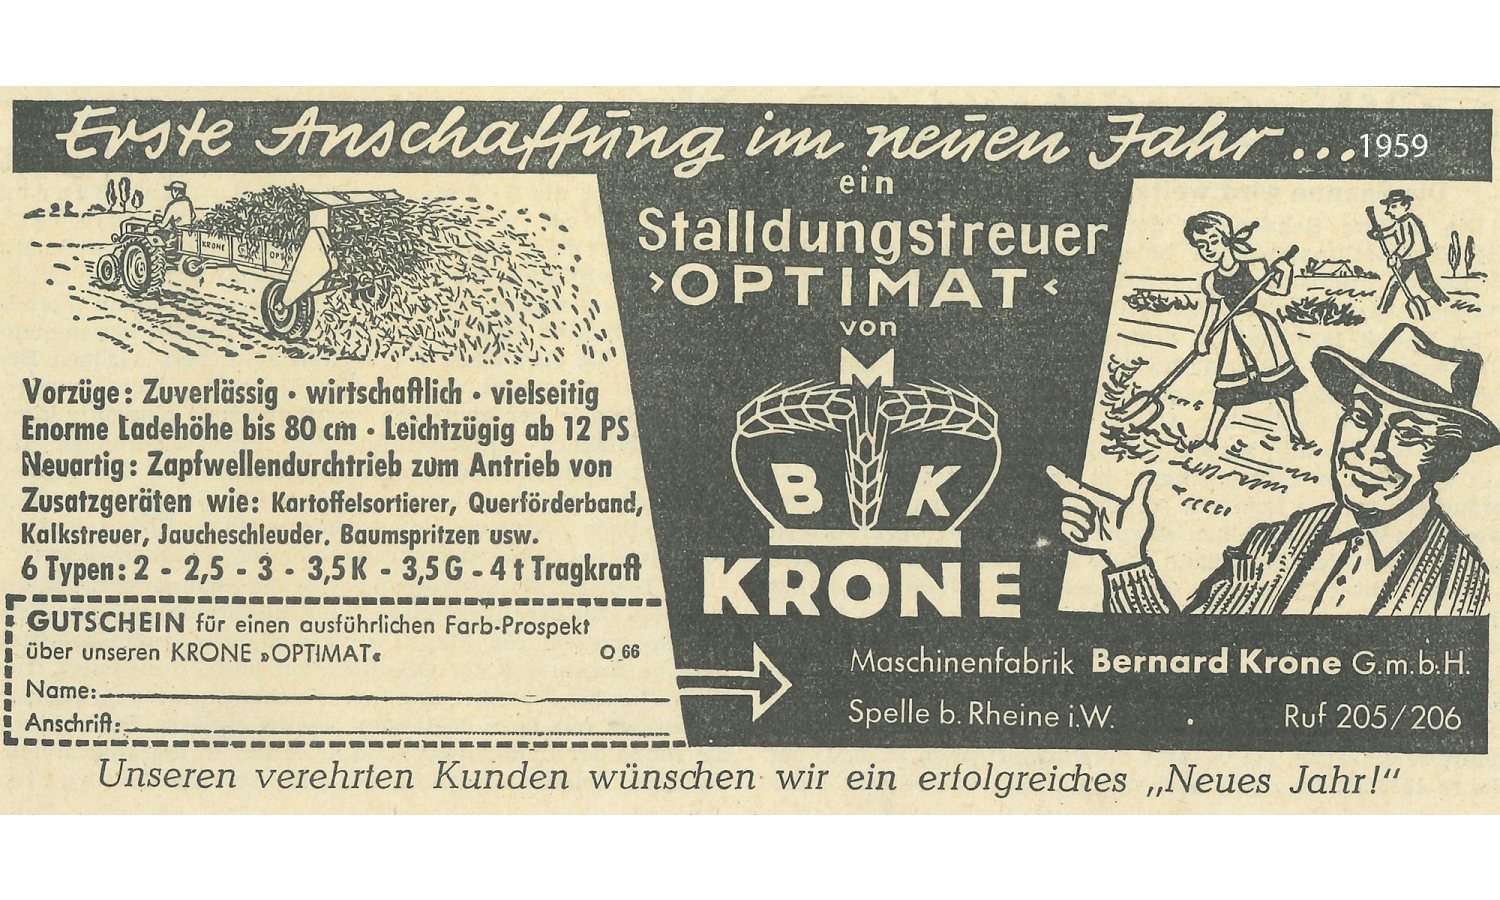 Erste Anschaffung im neuen Jahr ... 1959
ein
Stalldungstreuer
›OPTIMAT‹
von
KRONE OPTI
Vorzüge: Zuverlässig · wirtschaftlich · vielseitig
Enorme Ladehöhe bis 80 cm · Leichtzügig ab 12 PS
Neuartig: Zapfwellendurchtrieb zum Antrieb von
Zusatzgeräten wie: Kartoffelsortierer, Querförderband,
Kalkstreuer, Jaucheschleuder, Baumspritzen usw.
6 Typen: 2 - 2,5 - 3 - 3,5 K - 3,5 G - 4 t Tragkraft
M
B K
KRONE
GUTSCHEIN für einen ausführlichen Farb-Prospekt
über unseren KRONE »OPTIMAT« O 66
Name:
Anschrift:
Maschinenfabrik Bernard Krone G.m.b.H.
Spelle b. Rheine i.W. · Ruf 205/206
Unseren verehrten Kunden wünschen wir ein erfolgreiches „Neues Jahr!“